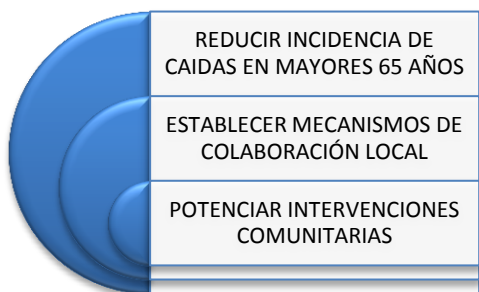 REDUCIR INCIDENCIA DE
CAIDAS EN MAYORES 65 AÑOS
ESTABLECER MECANISMOS DE
COLABORACIÓN LOCAL
POTENCIAR INTERVENCIONES
COMUNITARIAS